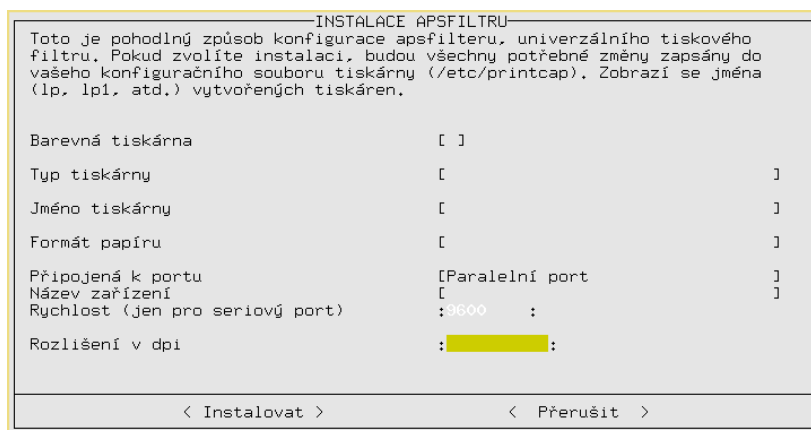 INSTALACE APSFILTRU
Toto je pohodlný způsob konfigurace apsfilteru, univerzálního tiskového
filtru. Pokud zvolíte instalaci, budou všechny potřebné změny zapsány do
vašeho konfiguračního souboru tiskárny (/etc/printcap). Zobrazí se jména
(lp, lp1, atd.) vytvořených tiskáren.
Barevná tiskárna [ ]
Typ tiskárny [ ]
Jméno tiskárny [ ]
Formát papíru [ ]
Připojená k portu [Paralelní port ]
Název zařízení [ ]
Rychlost (jen pro seriový port) :9600 :
Rozlišení v dpi : :
< Instalovat > < Přerušit >